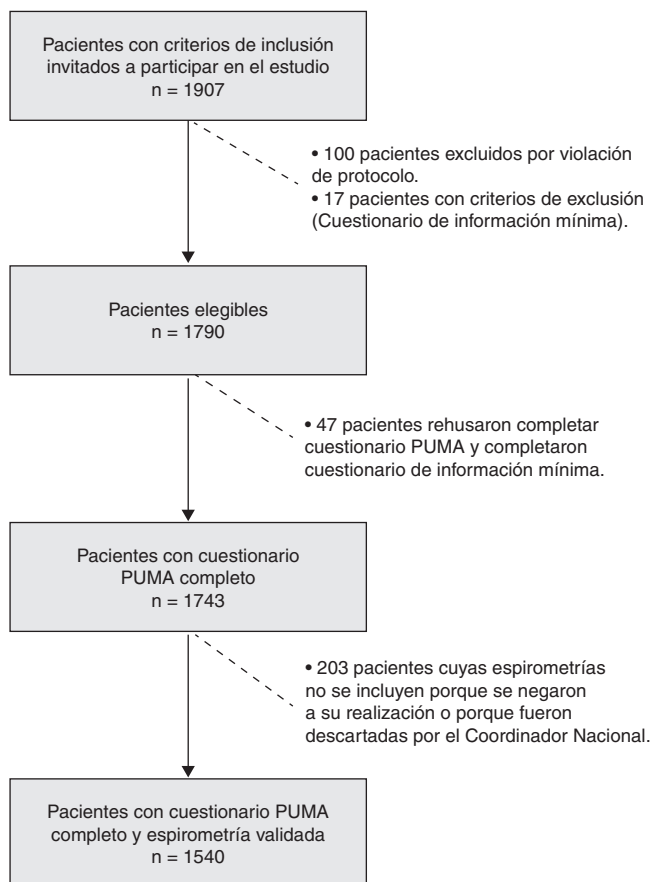 Pacientes con criterios de inclusión
invitados a participar en el estudio
n = 1907
• 100 pacientes excluidos por violación
de protocolo.
• 17 pacientes con criterios de exclusión
(Cuestionario de información mínima).
Pacientes elegibles
n = 1790
• 47 pacientes rehusaron completar
cuestionario PUMA y completaron
cuestionario de información mínima.
Pacientes con cuestionario
PUMA completo
n = 1743
• 203 pacientes cuyas espirometrías
no se incluyen porque se negaron
a su realización o porque fueron
descartadas por el Coordinador Nacional.
Pacientes con cuestionario PUMA
completo y espirometría validada
n = 1540